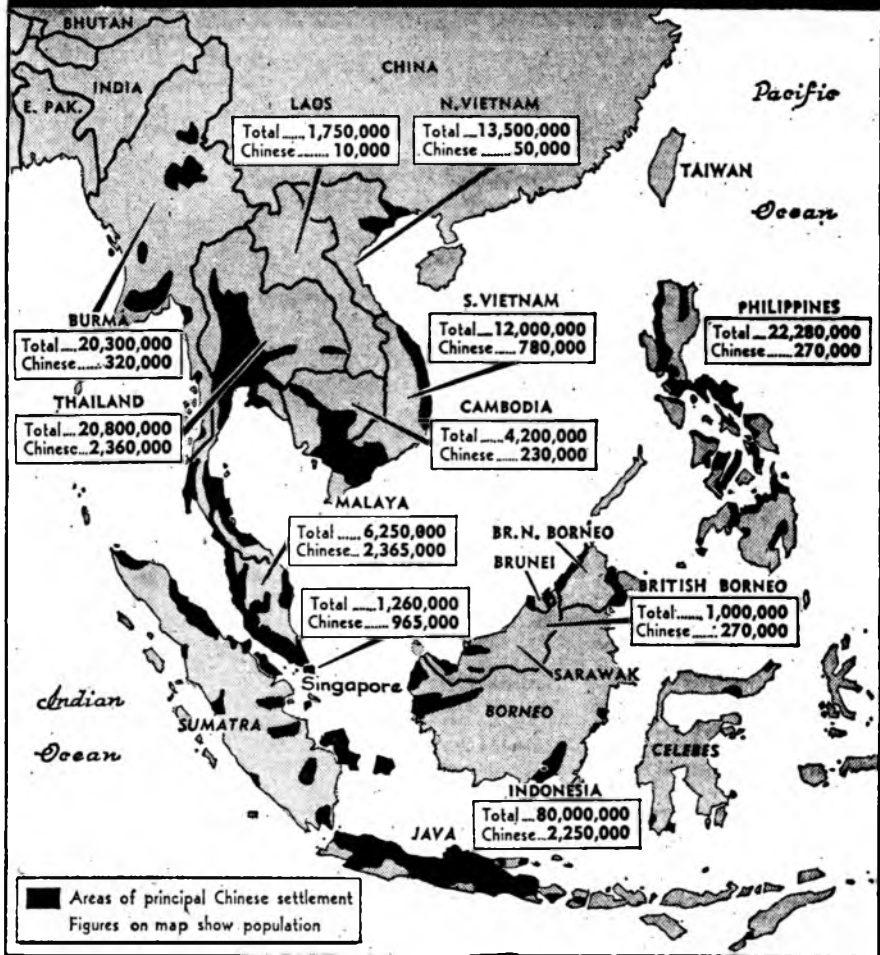 BHUTAN
CHINA
INDIA
E. PAK.
Pacific
Ocean
LAOS
Total ...... 1,750,000
Chinese ........ 10,000
N. VIETNAM
Total ... 13,500,000
Chinese ...... 50,000
TAIWAN
BURMA
Total .... 20,300,000
Chinese ...... 320,000
S. VIETNAM
Total .... 12,000,000
Chinese ...... 780,000
PHILIPPINES
Total ..... 22,280,000
Chinese ....... 270,000
THAILAND
Total ... 20,800,000
Chinese... 2,360,000
CAMBODIA
Total ...... 4,200,000
Chinese ...... 230,000
MALAYA
Total ...... 6,250,000
Chinese .. 2,365,000
BR. N. BORNEO
BRUNEI
BRITISH BORNEO
Total ....... 1,000,000
Chinese ...... 270,000
Total ...... 1,260,000
Chinese ...... 965,000
Singapore
SARAWAK
Indian
Ocean
SUMATRA
BORNEO
CELEBES
INDONESIA
Total ... 80,000,000
Chinese .. 2,250,000
JAVA
Areas of principal Chinese settlement
Figures on map show population